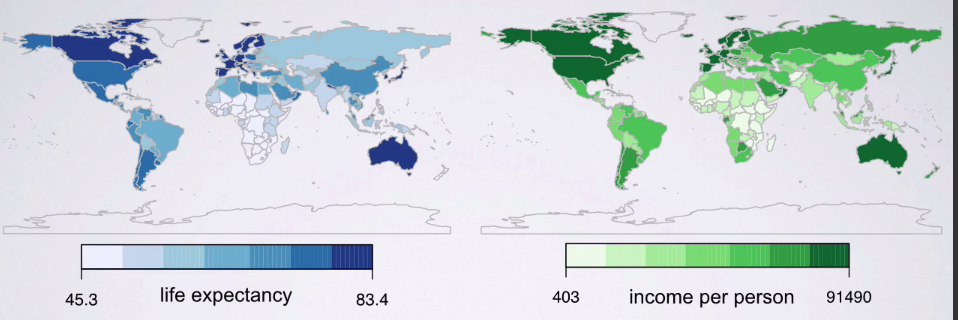 45.3 life expectancy 83.4
403 income per person 91490